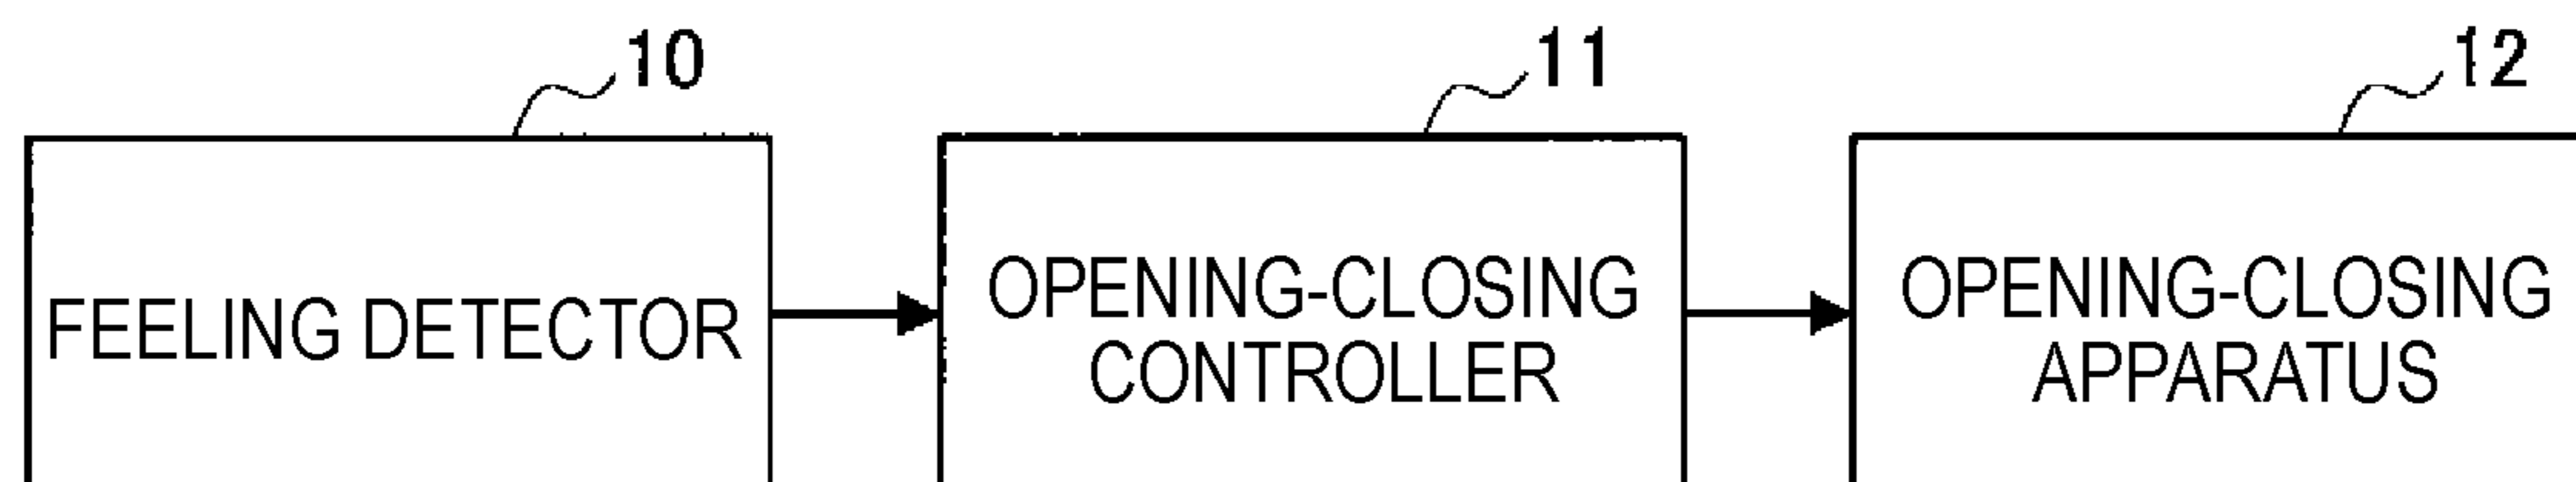 10
11
12
FEELING DETECTOR
OPENING-CLOSING
CONTROLLER
OPENING-CLOSING
APPARATUS